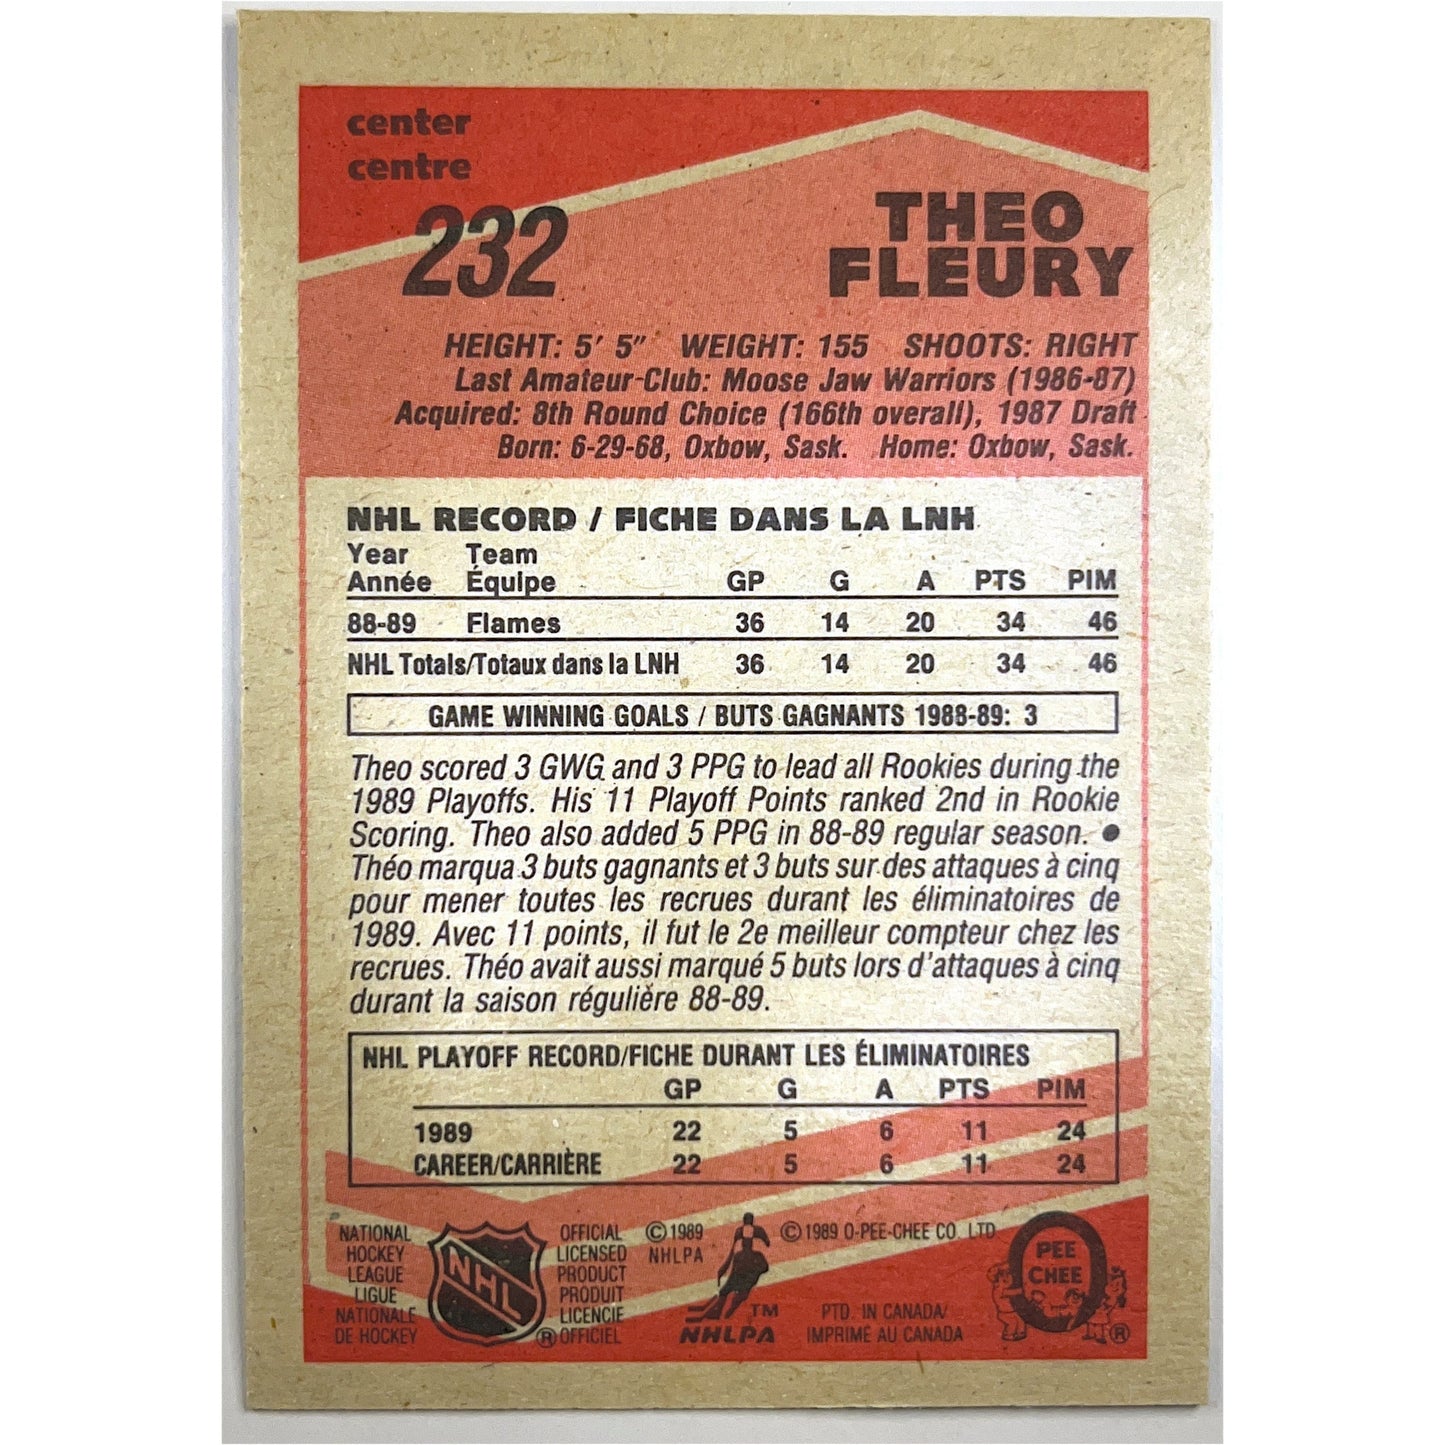 center
centre
232
THEO
FLEURY
HEIGHT: 5' 5" WEIGHT: 155 SHOOTS: RIGHT
Last Amateur Club: Moose Jaw Warriors (1986-87)
Acquired: 8th Round Choice (166th overall), 1987 Draft
Born: 6-29-68, Oxbow, Sask. Home: Oxbow, Sask.
NHL RECORD / FICHE DANS LA LNH
Year Team
Année Équipe GP G A PTS PIM
88-89 Flames 36 14 20 34 46
NHL Totals/Totaux dans la LNH 36 14 20 34 46
GAME WINNING GOALS / BUTS GAGNANTS 1988-89: 3
Theo scored 3 GWG and 3 PPG to lead all Rookies during the
1989 Playoffs. His 11 Playoff Points ranked 2nd in Rookie
Scoring. Theo also added 5 PPG in 88-89 regular season. •
Théo marqua 3 buts gagnants et 3 buts sur des attaques à cinq
pour mener toutes les recrues durant les éliminatoires de
1989. Avec 11 points, il fut le 2e meilleur compteur chez les
recrues. Théo avait aussi marqué 5 buts lors d'attaques à cinq
durant la saison régulière 88-89.
NHL PLAYOFF RECORD/FICHE DURANT LES ÉLIMINATOIRES
GP G A PTS PIM
1989 22 5 6 11 24
CAREER/CARRIÈRE 22 5 6 11 24
NATIONAL
HOCKEY
LEAGUE
LIGUE
NATIONALE
DE HOCKEY
NHL
®
OFFICIAL
LICENSED
PRODUCT
PRODUIT
LICENCIE
OFFICIEL
© 1989
NHLPA
TM
NHLPA
© 1989 O-PEE-CHEE CO. LTD
PTD. IN CANADA/
IMPRIMÉ AU CANADA
O
PEE
CHEE
®